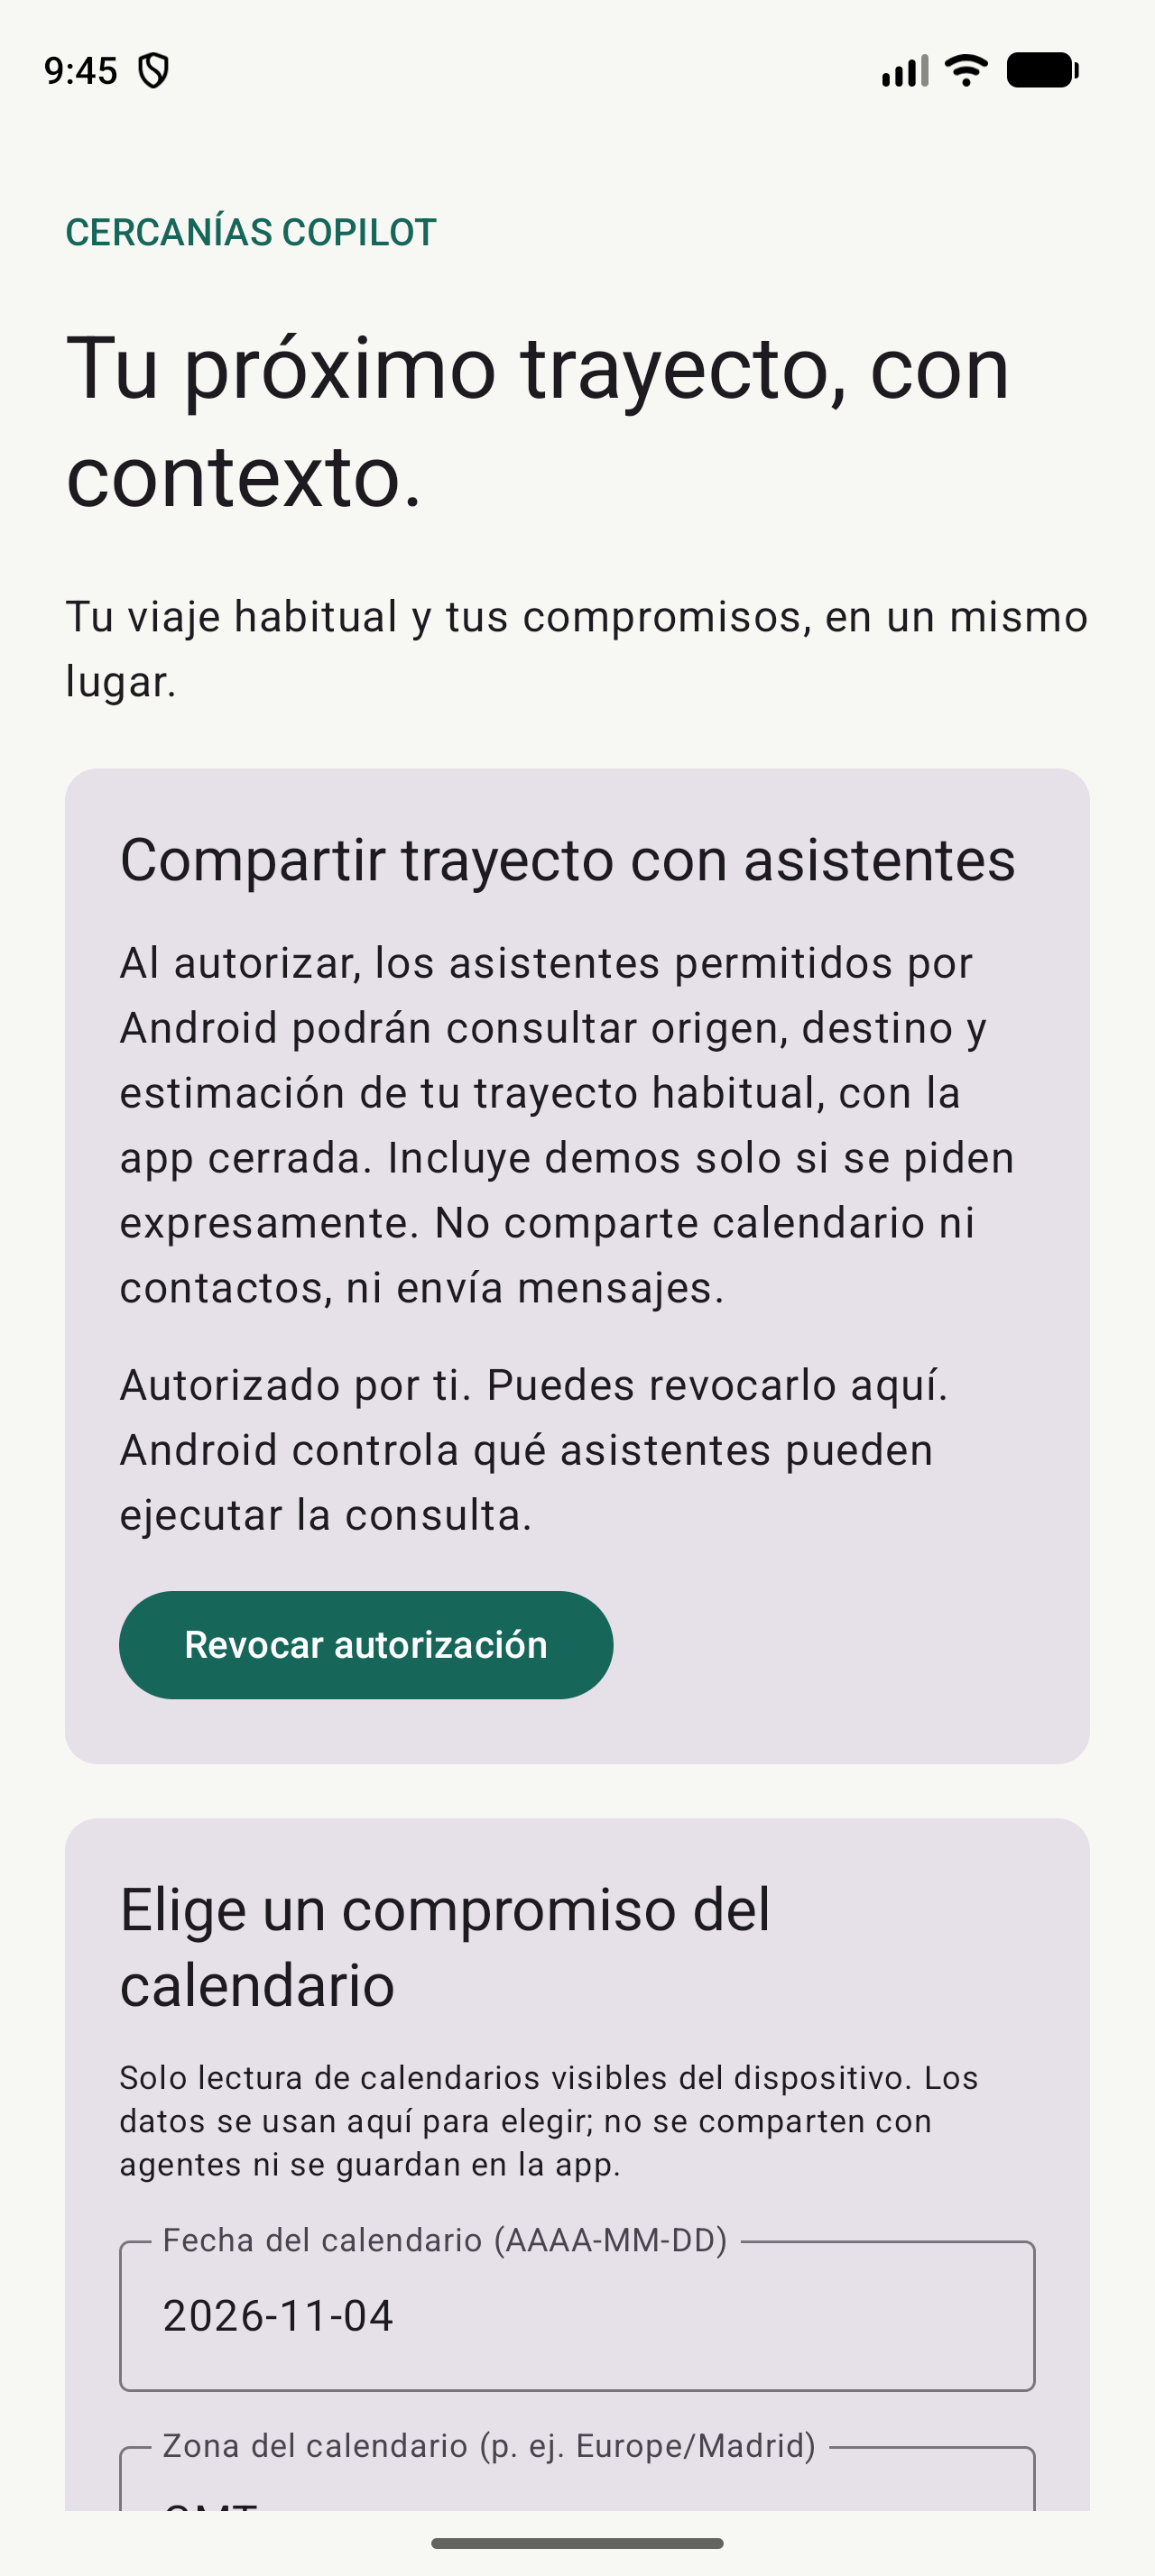 9:45
CERCANÍAS COPILOT
Tu próximo trayecto, con
contexto.
Tu viaje habitual y tus compromisos, en un mismo
lugar.
Compartir trayecto con asistentes
Al autorizar, los asistentes permitidos por
Android podrán consultar origen, destino y
estimación de tu trayecto habitual, con la
app cerrada. Incluye demos solo si se piden
expresamente. No comparte calendario ni
contactos, ni envía mensajes.
Autorizado por ti. Puedes revocarlo aquí.
Android controla qué asistentes pueden
ejecutar la consulta.
Revocar autorización
Elige un compromiso del
calendario
Solo lectura de calendarios visibles del dispositivo. Los
datos se usan aquí para elegir; no se comparten con
agentes ni se guardan en la app.
Fecha del calendario (AAAA-MM-DD)
2026-11-04
Zona del calendario (p. ej. Europe/Madrid)